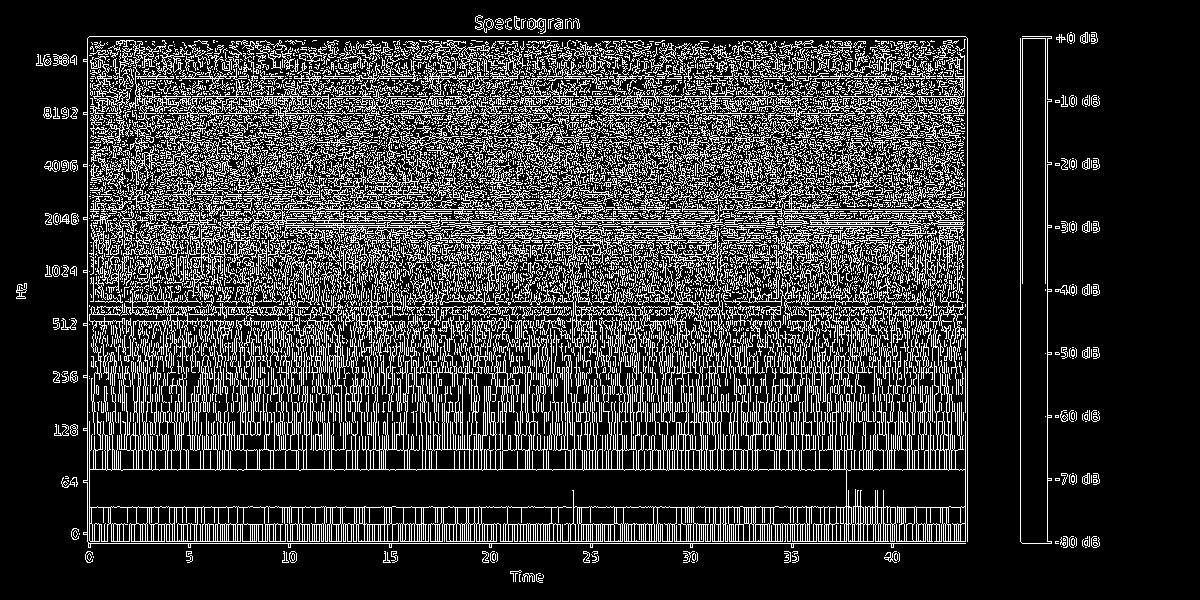 Spectrogram
16384
8192
4096
2048
1024
512
256
128
64
0
Hz
0 5 10 15 20 25 30 35 40
Time
+0 dB
-10 dB
-20 dB
-30 dB
-40 dB
-50 dB
-60 dB
-70 dB
-80 dB